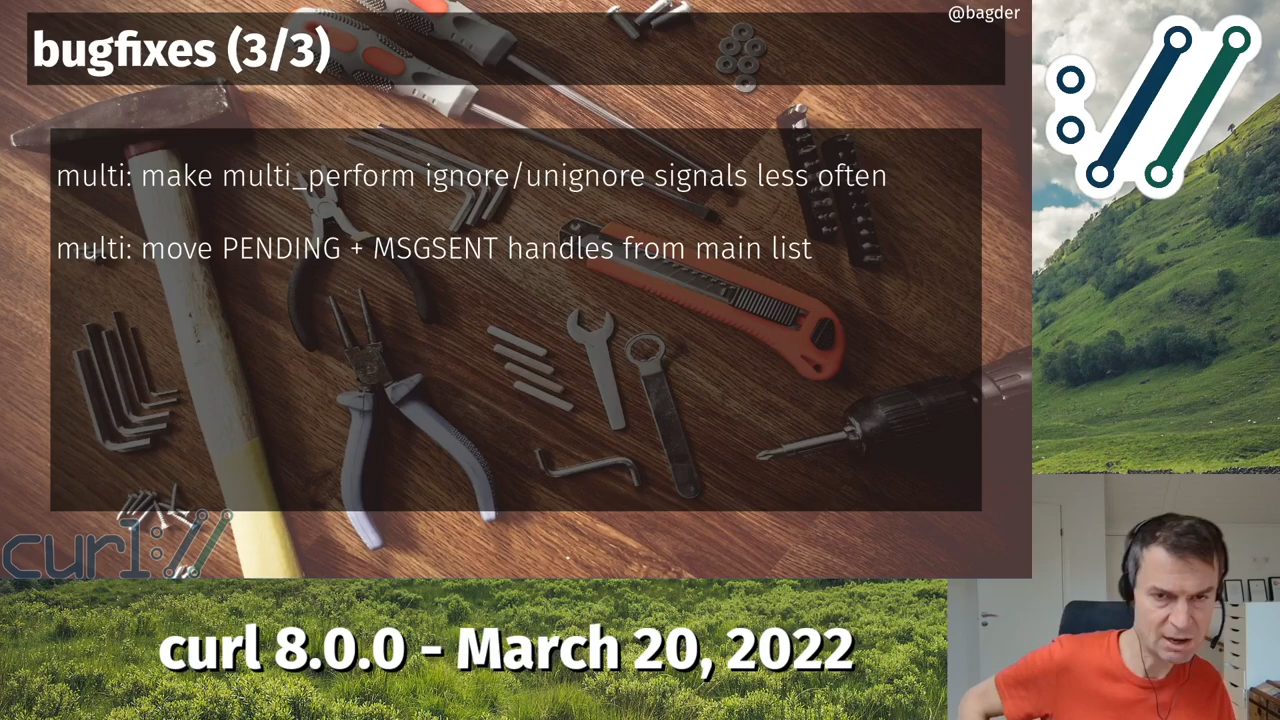 @bagder
bugfixes (3/3)
multi: make multi_perform ignore/unignore signals less often
multi: move PENDING + MSGSENT handles from main list
curl://
curl 8.0.0 - March 20, 2022